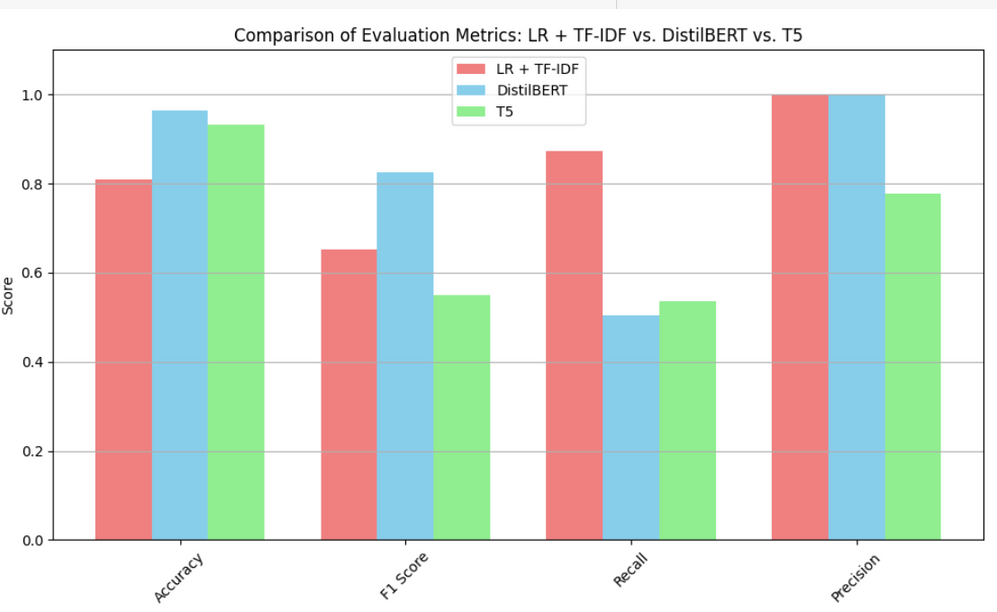 Comparison of Evaluation Metrics: LR + TF-IDF vs. DistilBERT vs. T5
LR + TF-IDF
DistilBERT
T5
Score
1.0
0.8
0.6
0.4
0.2
0.0
Accuracy
F1 Score
Recall
Precision